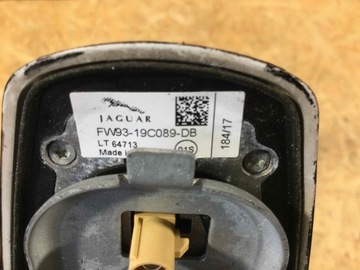 JAGUAR
FW93-19C089-DB
LT 64713
Made
01S
184/17